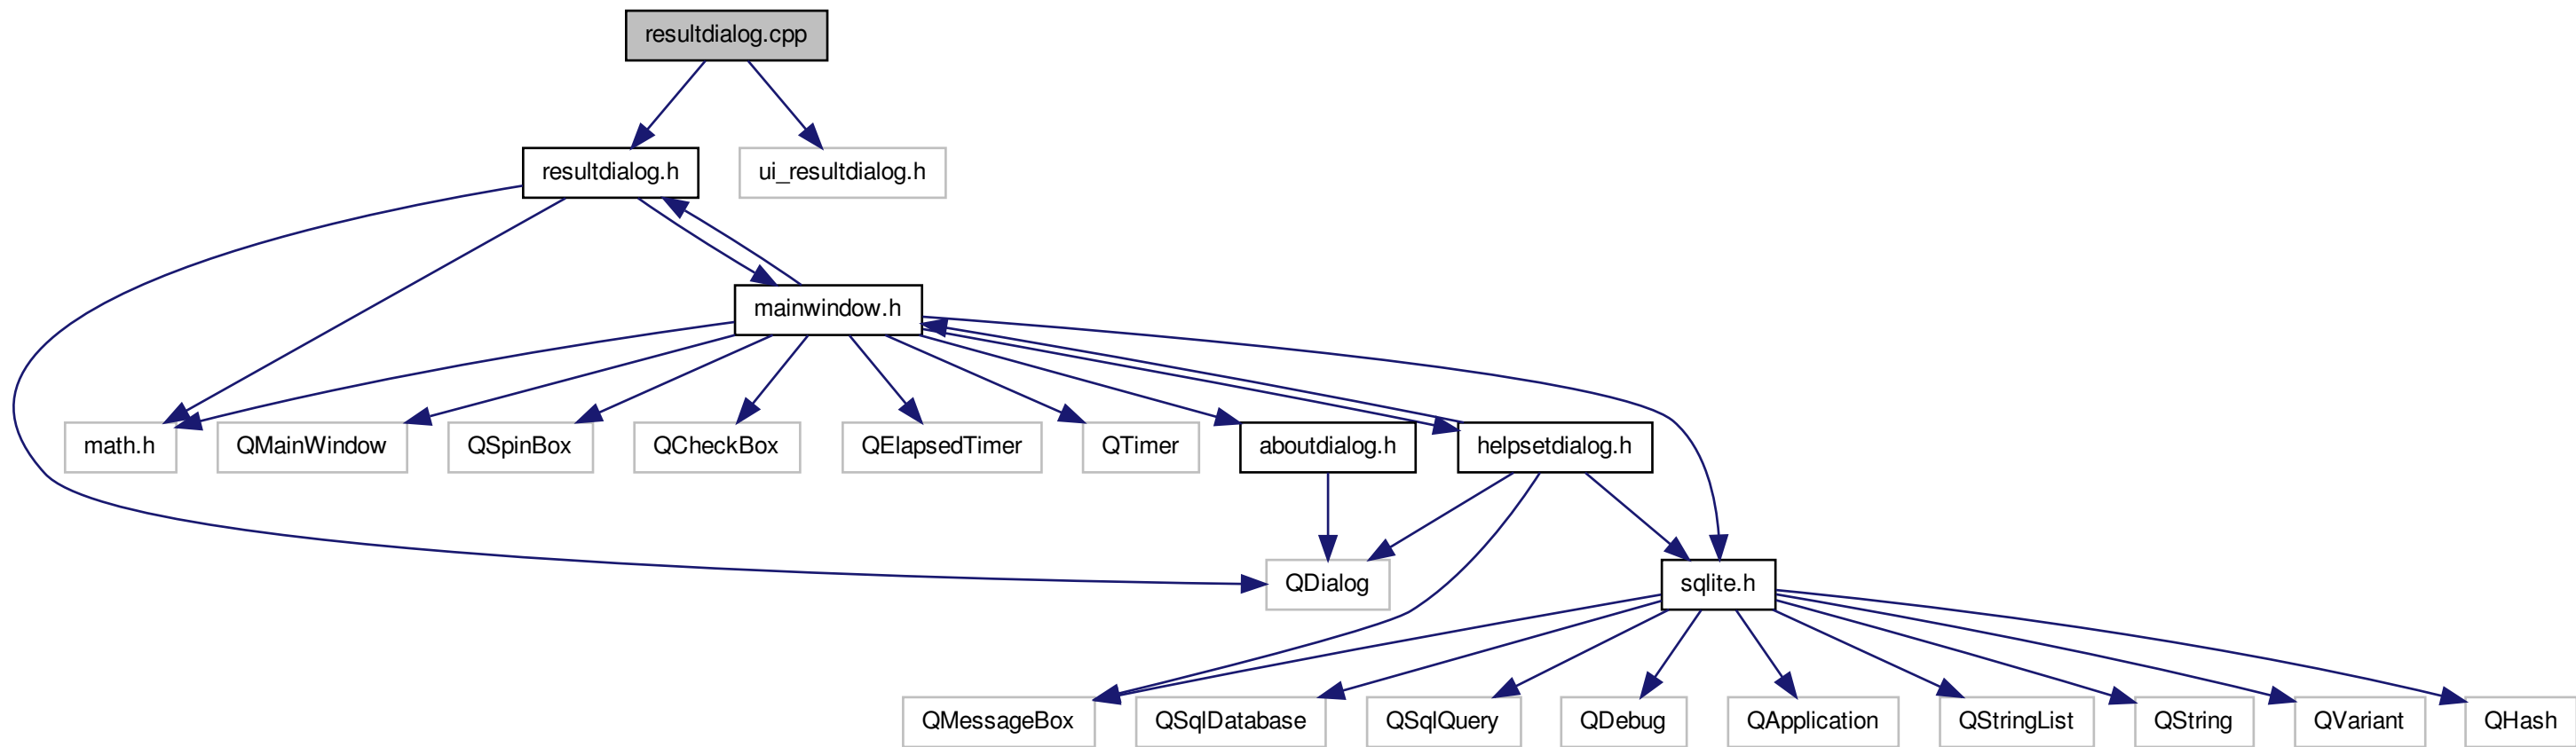 resultdialog.cpp
resultdialog.h
ui_resultdialog.h
mainwindow.h
math.h
QMainWindow
QSpinBox
QCheckBox
QElapsedTimer
QTimer
aboutdialog.h
helpsetdialog.h
QDialog
sqlite.h
QMessageBox
QSqlDatabase
QSqlQuery
QDebug
QApplication
QStringList
QString
QVariant
QHash